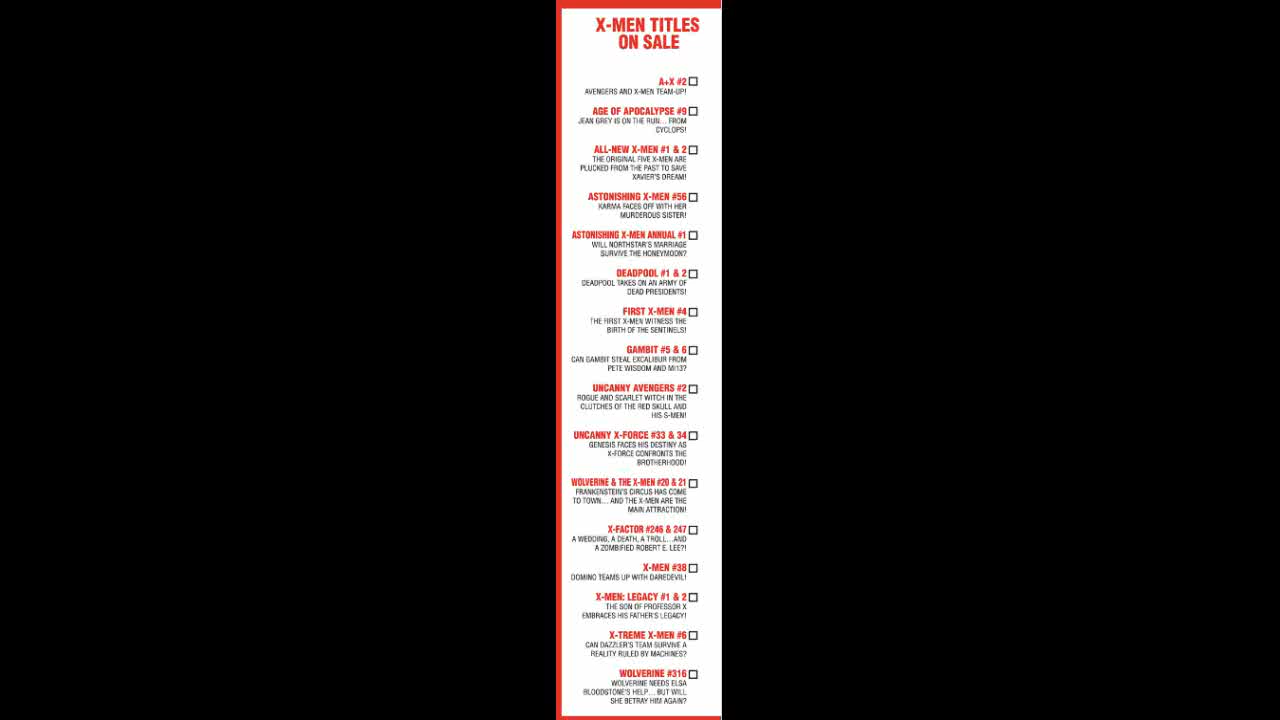 X-MEN TITLES
ON SALE
A+X #2
AVENGERS AND X-MEN TEAM-UP!
AGE OF APOCALYPSE #9
JEAN GREY IS ON THE RUN... FROM
CYCLOPS!
ALL-NEW X-MEN #1 & 2
THE ORIGINAL FIVE X-MEN ARE
PLUCKED FROM THE PAST TO SAVE
XAVIER'S DREAM!
ASTONISHING X-MEN #56
KARMA FACES OFF WITH HER
MURDEROUS SISTER!
ASTONISHING X-MEN ANNUAL #1
WILL NORTHSTAR'S MARRIAGE
SURVIVE THE HONEYMOON?
DEADPOOL #1 & 2
DEADPOOL TAKES ON AN ARMY OF
DEAD PRESIDENTS!
FIRST X-MEN #4
THE FIRST X-MEN WITNESS THE
BIRTH OF THE SENTINELS!
GAMBIT #5 & 6
CAN GAMBIT STEAL EXCALIBUR FROM
PETE WISDOM AND MI13?
UNCANNY AVENGERS #2
ROGUE AND SCARLET WITCH IN THE
CLUTCHES OF THE RED SKULL AND
HIS S-MEN!
UNCANNY X-FORCE #33 & 34
GENESIS FACES HIS DESTINY AS
X-FORCE CONFRONTS THE
BROTHERHOOD!
WOLVERINE & THE X-MEN #20 & 21
FRANKENSTEIN'S CIRCUS HAS COME
TO TOWN... AND THE X-MEN ARE THE
MAIN ATTRACTION!
X-FACTOR #246 & 247
A WEDDING, A DEATH, A TROLL...AND
A ZOMBIFIED ROBERT E. LEE?!
X-MEN #38
DOMINO TEAMS UP WITH DAREDEVIL!
X-MEN: LEGACY #1 & 2
THE SON OF PROFESSOR X
EMBRACES HIS FATHER'S LEGACY!
X-TREME X-MEN #6
CAN DAZZLER'S TEAM SURVIVE A
REALITY RULED BY MACHINES?
WOLVERINE #316
WOLVERINE NEEDS ELSA
BLOODSTONE'S HELP... BUT WILL
SHE BETRAY HIM AGAIN?